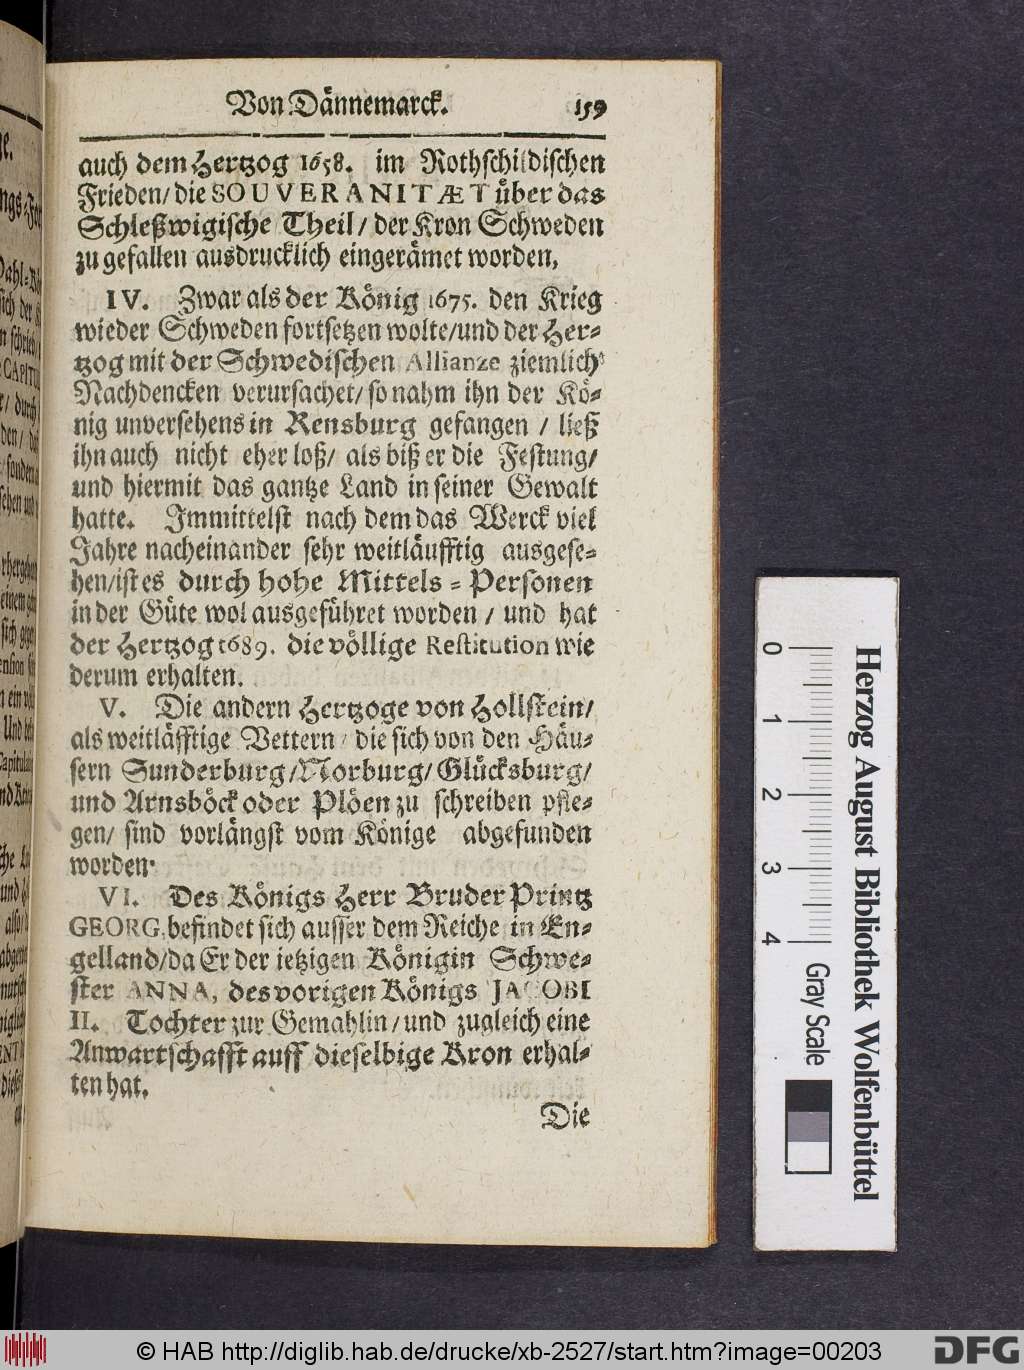 Von Dännemarck. 159
auch dem Hertzog 1658. im Rothschildischen
Frieden/ die SOUVERANITÆT über das
Schleßwigische Theil/ der Kron Schweden
zu gefallen ausdrucklich eingerämet worden,
IV. Zwar als der König 1675. den Krieg
wieder Schweden fortsetzen wolte/ und der Her-
tzog mit der Schwedischen Allianze ziemlich
Nachdencken verursachet/ so nahm ihn der Kö-
nig unversehens in Rensburg gefangen / ließ
ihn auch nicht eher loß/ als biß er die Festung/
und hiermit das gantze Land in seiner Gewalt
hatte. Immittelst nach dem das Werck viel
Jahre nacheinander sehr weitläufftig ausgese-
hen/ ist es durch hohe Mittels-Personen
in der Güte wol ausgeführet worden / und hat
der Hertzog 1689. die völlige Restitution wie
derum erhalten.
V. Die andern Hertzoge von Hollstein/
als weitläfftige Vettern / die sich von den Häu-
sern Sunderburg/ Norburg/ Glücksburg/
und Arnsböck oder Plöen zu schreiben pfle-
gen/ sind vorlängst vom Könige abgefunden
worden.
VI. Des Königs Herr Bruder Printz
GEORG, befindet sich ausser dem Reiche in En-
gelland/ da Er der ietzigen Königin Schwe-
ster ANNA, des vorigen Königs JACOBI
II. Tochter zur Gemahlin/ und zugleich eine
Anwartschafft auff dieselbige Kron erhal-
ten hat.
Die
0 1 2 3 4 Gray Scale
Herzog August Bibliothek Wolfenbüttel
© HAB http://diglib.hab.de/drucke/xb-2527/start.htm?image=00203
DFG